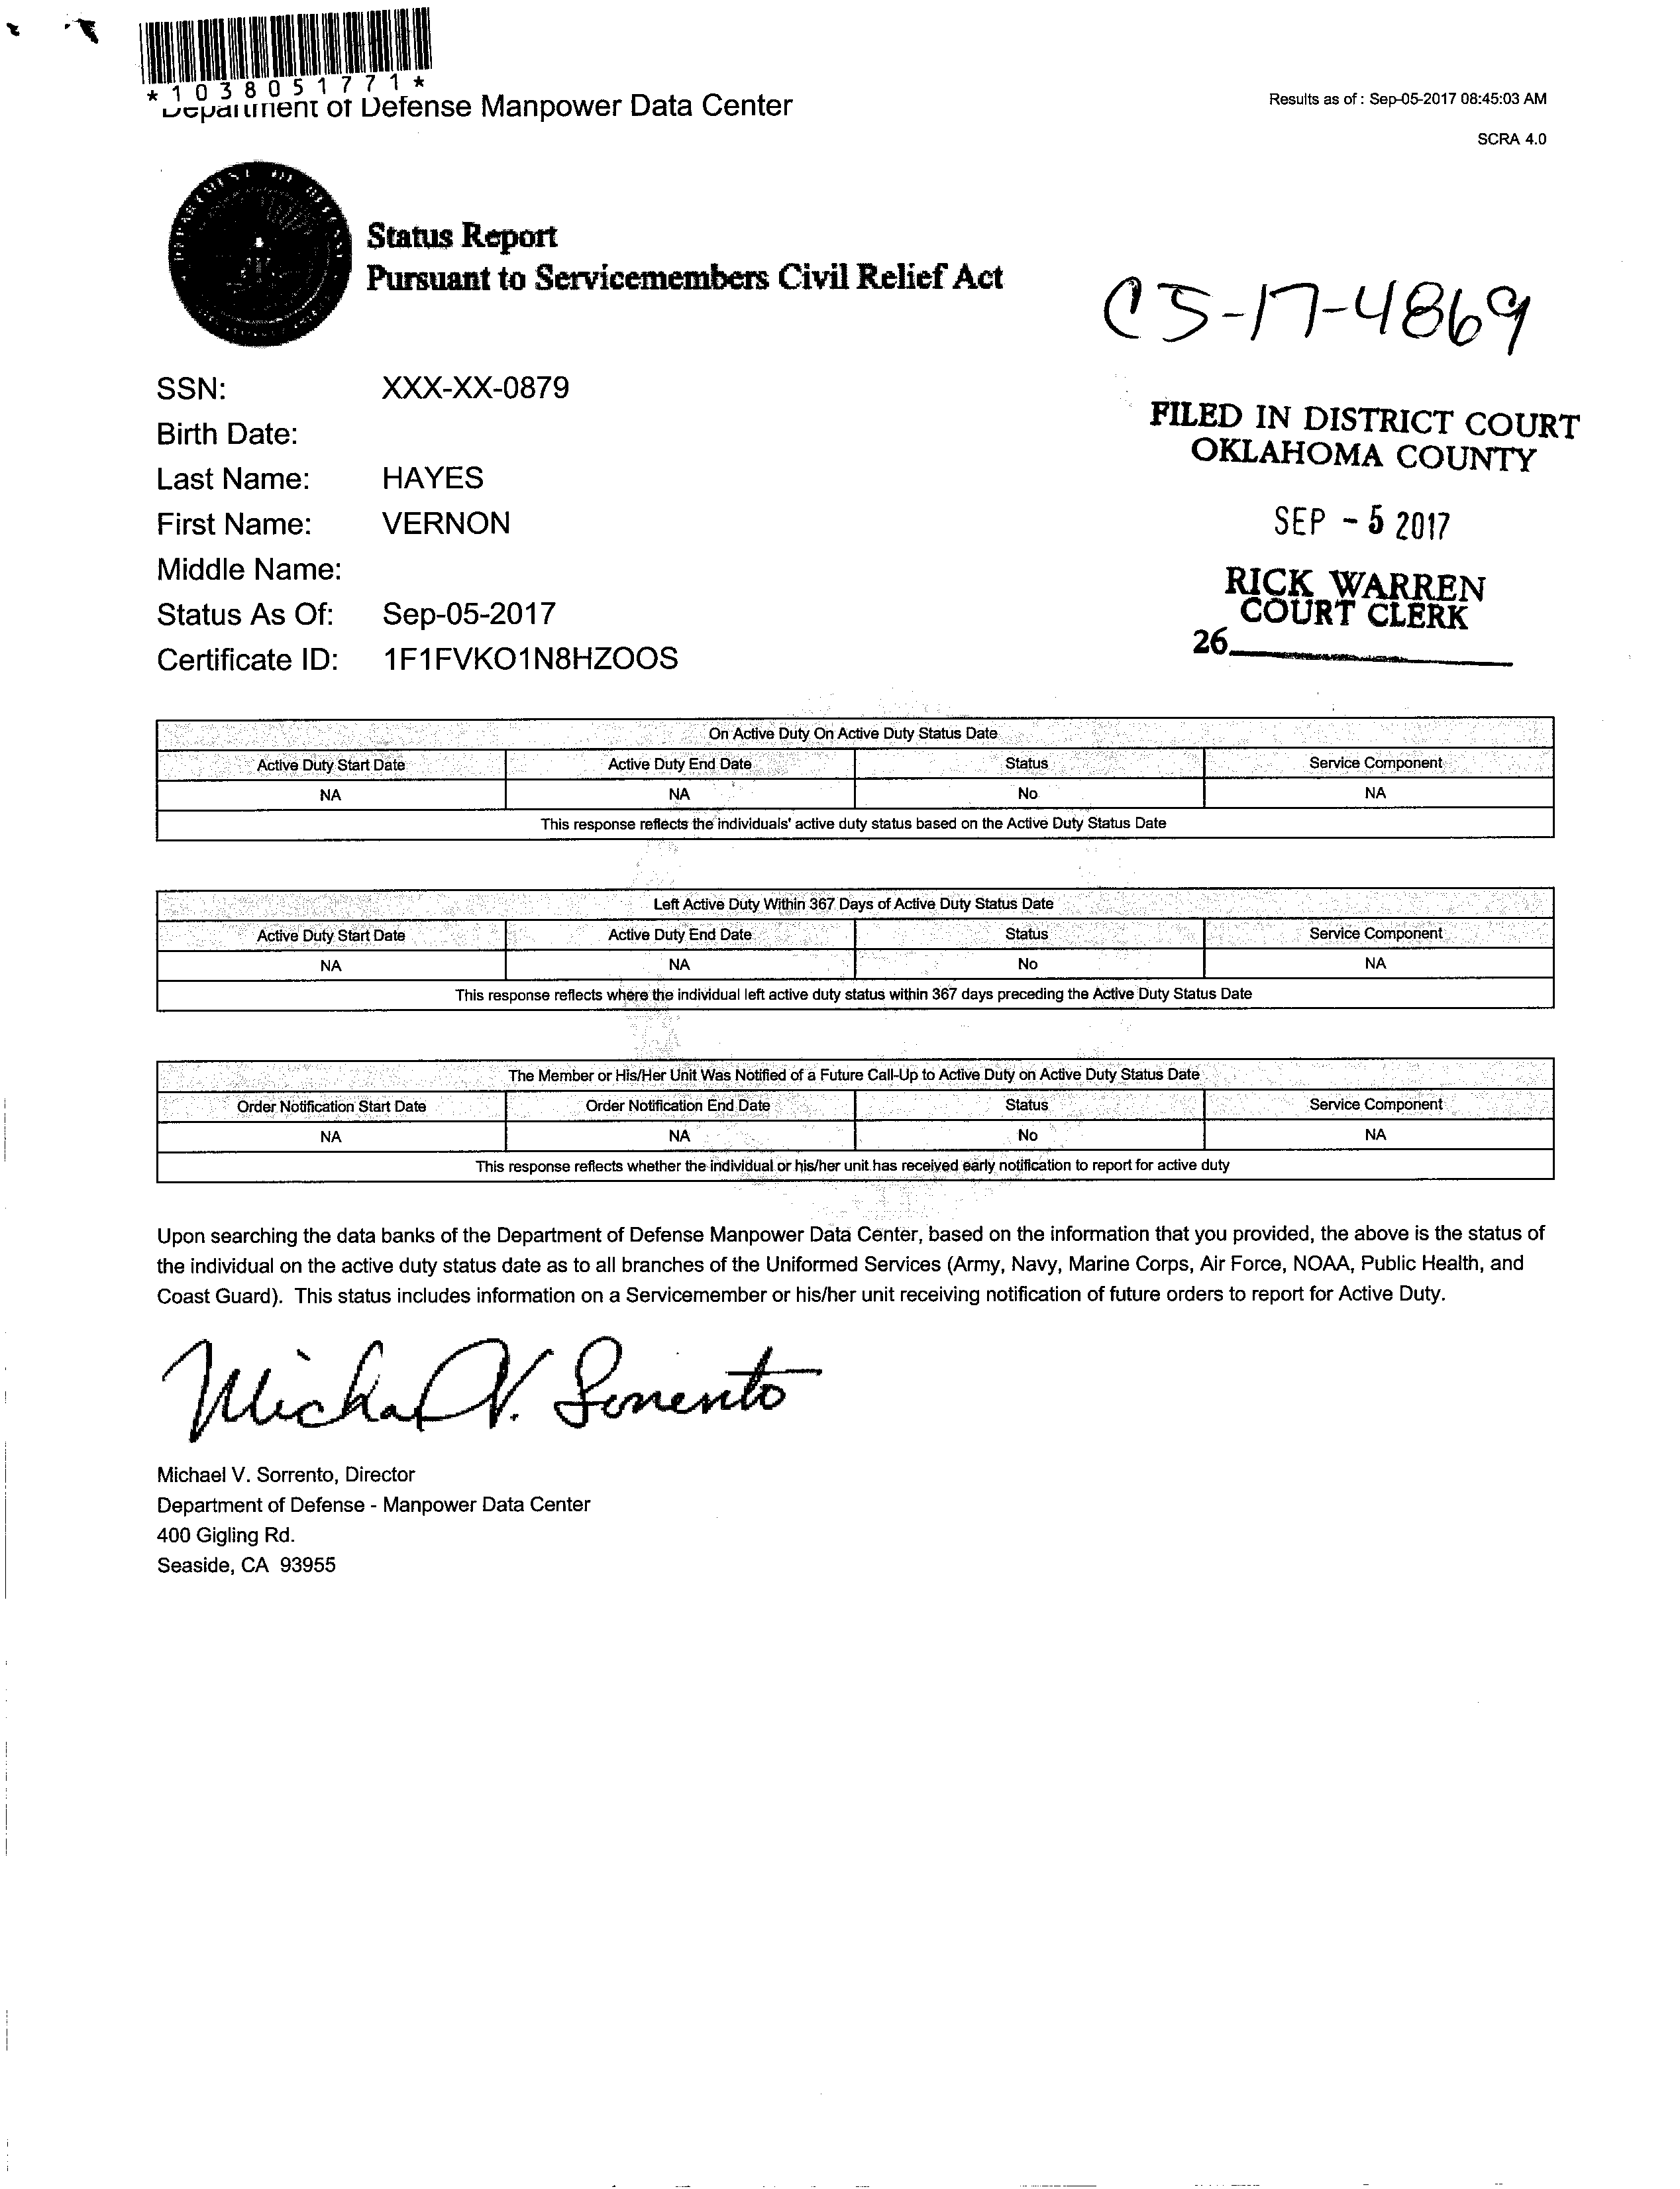 *1038051771*
Department of Defense Manpower Data Center
Results as of : Sep-05-2017 08:45:03 AM
SCRA 4.0
Status Report
Pursuant to Servicemembers Civil Relief Act
CJ-17-4869
SSN: XXX-XX-0879
Birth Date:
Last Name: HAYES
First Name: VERNON
Middle Name:
Status As Of: Sep-05-2017
Certificate ID: 1F1FVKO1N8HZOOS
FILED IN DISTRICT COURT
OKLAHOMA COUNTY
SEP - 5 2017
RICK WARREN
COURT CLERK
26
On Active Duty On Active Duty Status Date
Active Duty Start Date Active Duty End Date Status Service Component
NA NA No NA
This response reflects the individuals' active duty status based on the Active Duty Status Date
Left Active Duty Within 367 Days of Active Duty Status Date
Active Duty Start Date Active Duty End Date Status Service Component
NA NA No NA
This response reflects where the individual left active duty status within 367 days preceding the Active Duty Status Date
The Member or His/Her Unit Was Notified of a Future Call-Up to Active Duty on Active Duty Status Date
Order Notification Start Date Order Notification End Date Status Service Component
NA NA No NA
This response reflects whether the individual or his/her unit has received early notification to report for active duty
Upon searching the data banks of the Department of Defense Manpower Data Center, based on the information that you provided, the above is the status of
the individual on the active duty status date as to all branches of the Uniformed Services (Army, Navy, Marine Corps, Air Force, NOAA, Public Health, and
Coast Guard). This status includes information on a Servicemember or his/her unit receiving notification of future orders to report for Active Duty.
Michael V. Sorrento
Michael V. Sorrento, Director
Department of Defense - Manpower Data Center
400 Gigling Rd.
Seaside, CA 93955